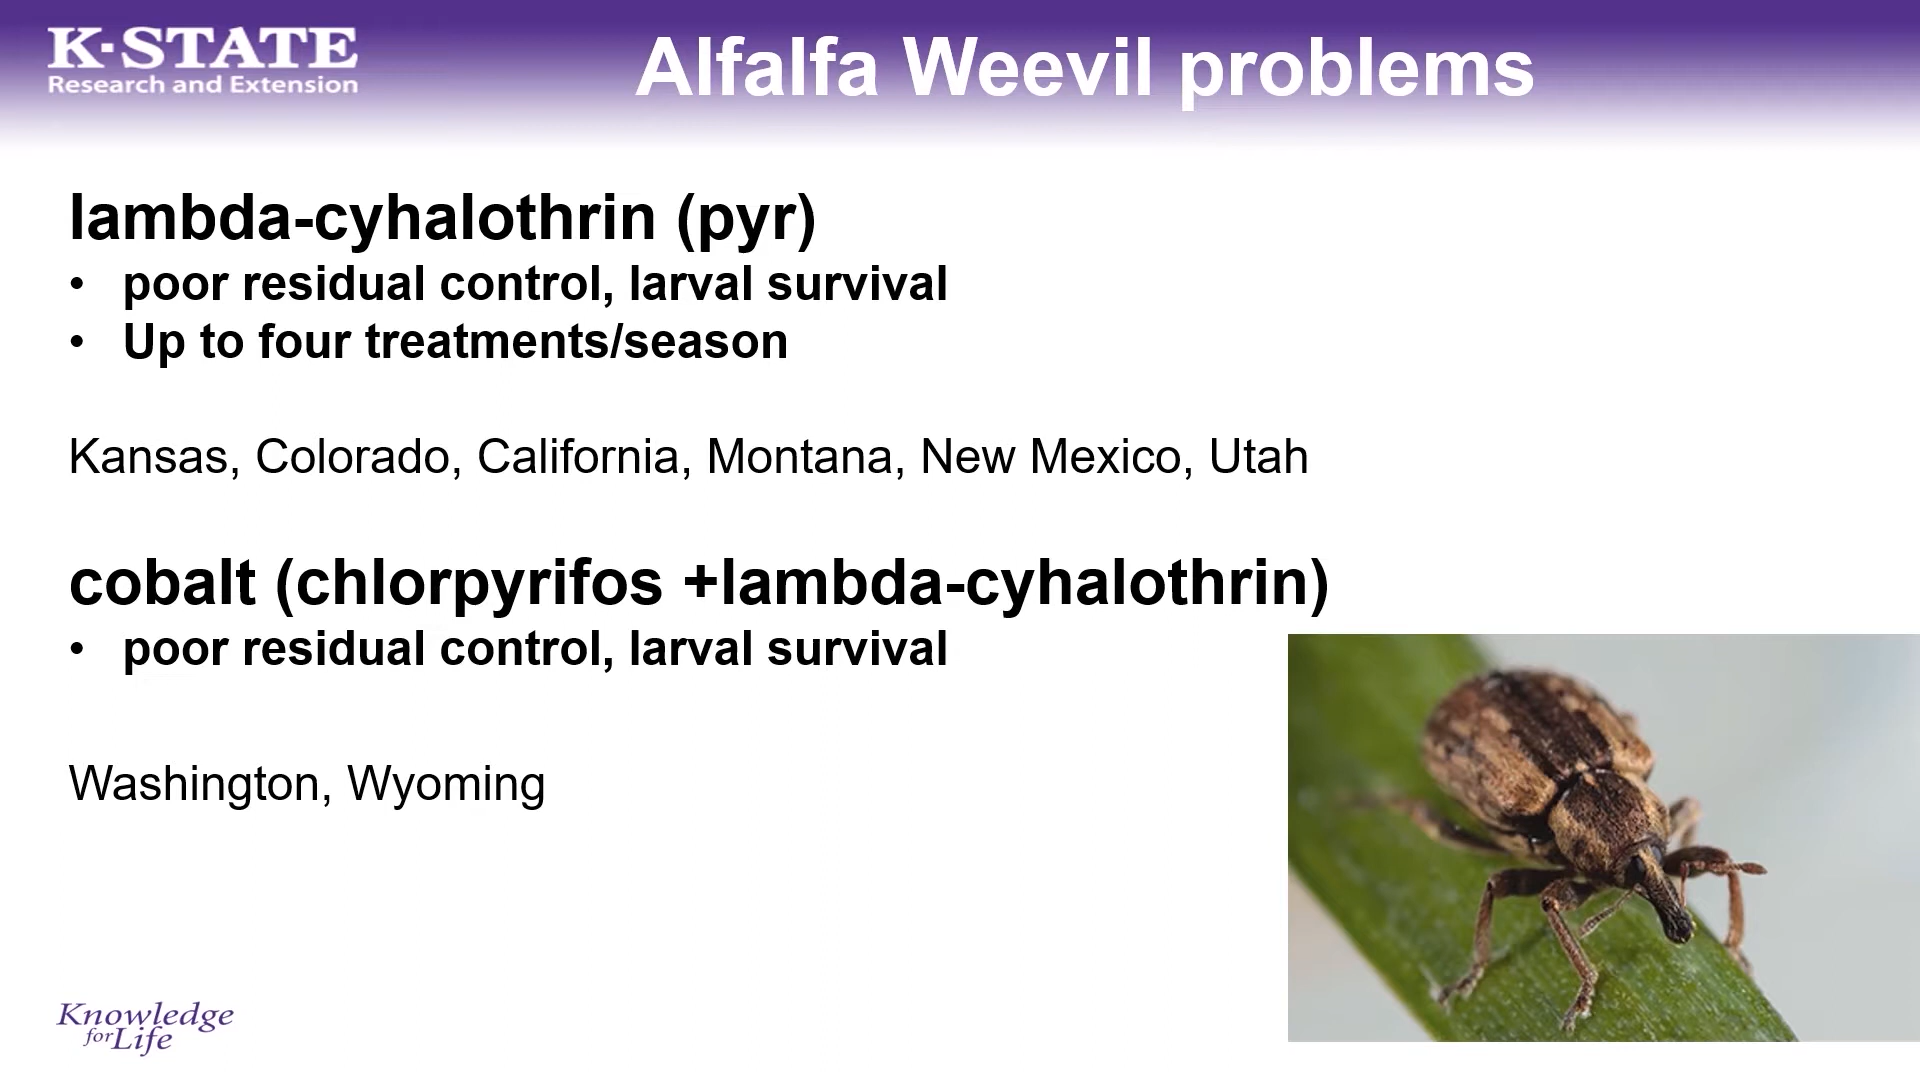 K-STATE
Research and Extension
Alfalfa Weevil problems
lambda-cyhalothrin (pyr)
• poor residual control, larval survival
• Up to four treatments/season
Kansas, Colorado, California, Montana, New Mexico, Utah
cobalt (chlorpyrifos +lambda-cyhalothrin)
• poor residual control, larval survival
Washington, Wyoming
Knowledge
for Life